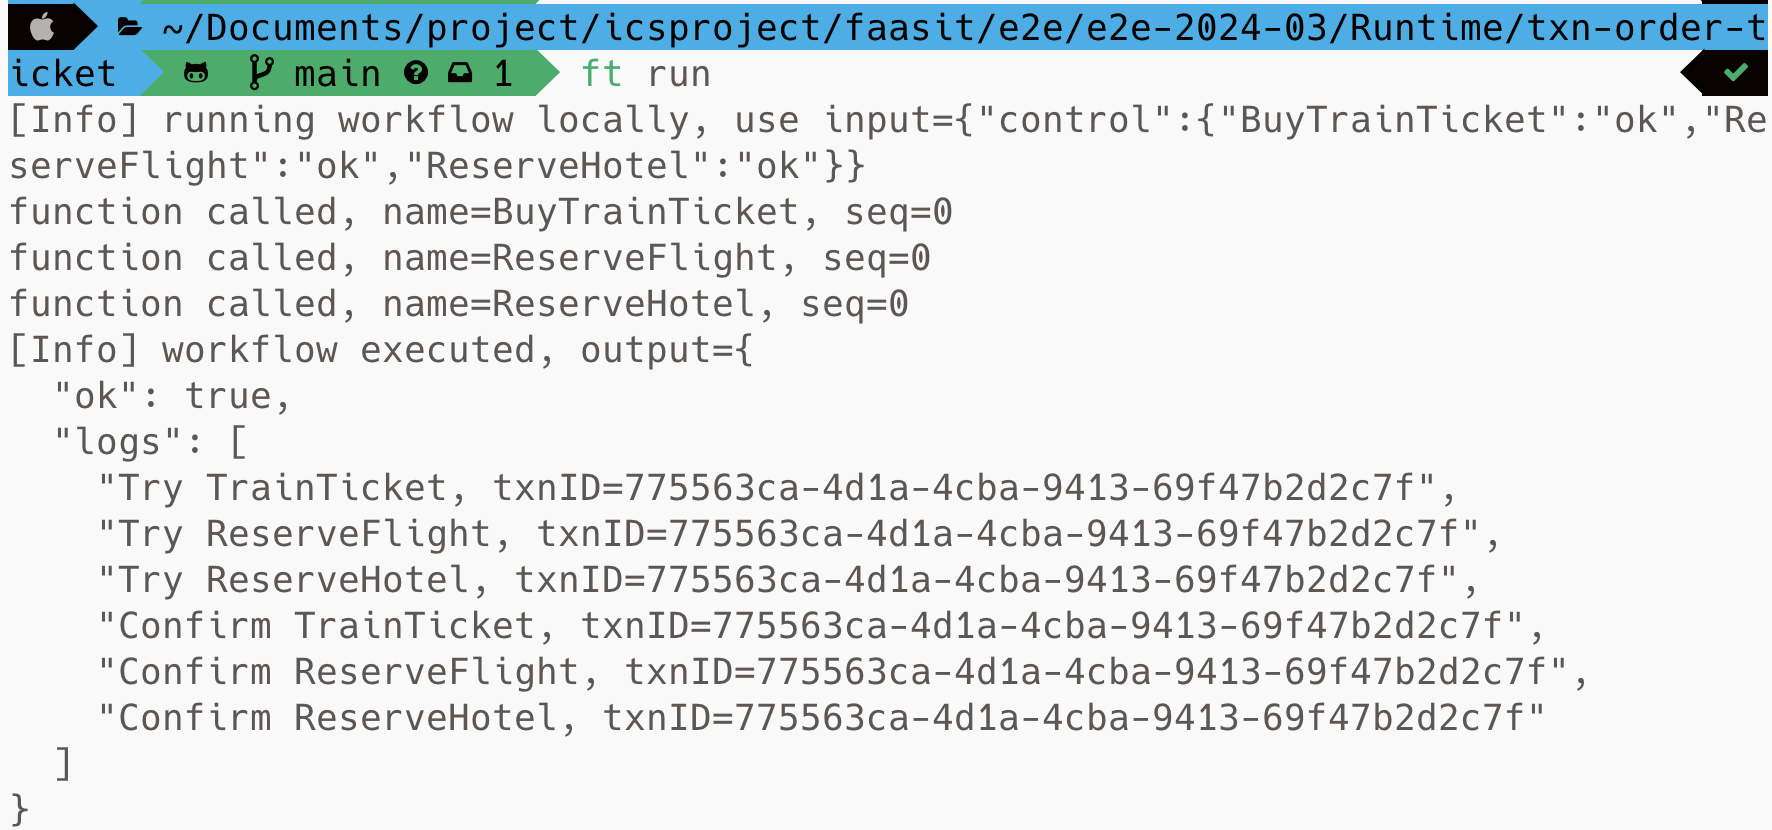 ~/Documents/project/icsproject/faasit/e2e/e2e-2024-03/Runtime/txn-order-t
icket main 1 ft run
[Info] running workflow locally, use input={"control":{"BuyTrainTicket":"ok","Re
serveFlight":"ok","ReserveHotel":"ok"}}
function called, name=BuyTrainTicket, seq=0
function called, name=ReserveFlight, seq=0
function called, name=ReserveHotel, seq=0
[Info] workflow executed, output={
  "ok": true,
  "logs": [
    "Try TrainTicket, txnID=775563ca-4d1a-4cba-9413-69f47b2d2c7f",
    "Try ReserveFlight, txnID=775563ca-4d1a-4cba-9413-69f47b2d2c7f",
    "Try ReserveHotel, txnID=775563ca-4d1a-4cba-9413-69f47b2d2c7f",
    "Confirm TrainTicket, txnID=775563ca-4d1a-4cba-9413-69f47b2d2c7f",
    "Confirm ReserveFlight, txnID=775563ca-4d1a-4cba-9413-69f47b2d2c7f",
    "Confirm ReserveHotel, txnID=775563ca-4d1a-4cba-9413-69f47b2d2c7f"
  ]
}